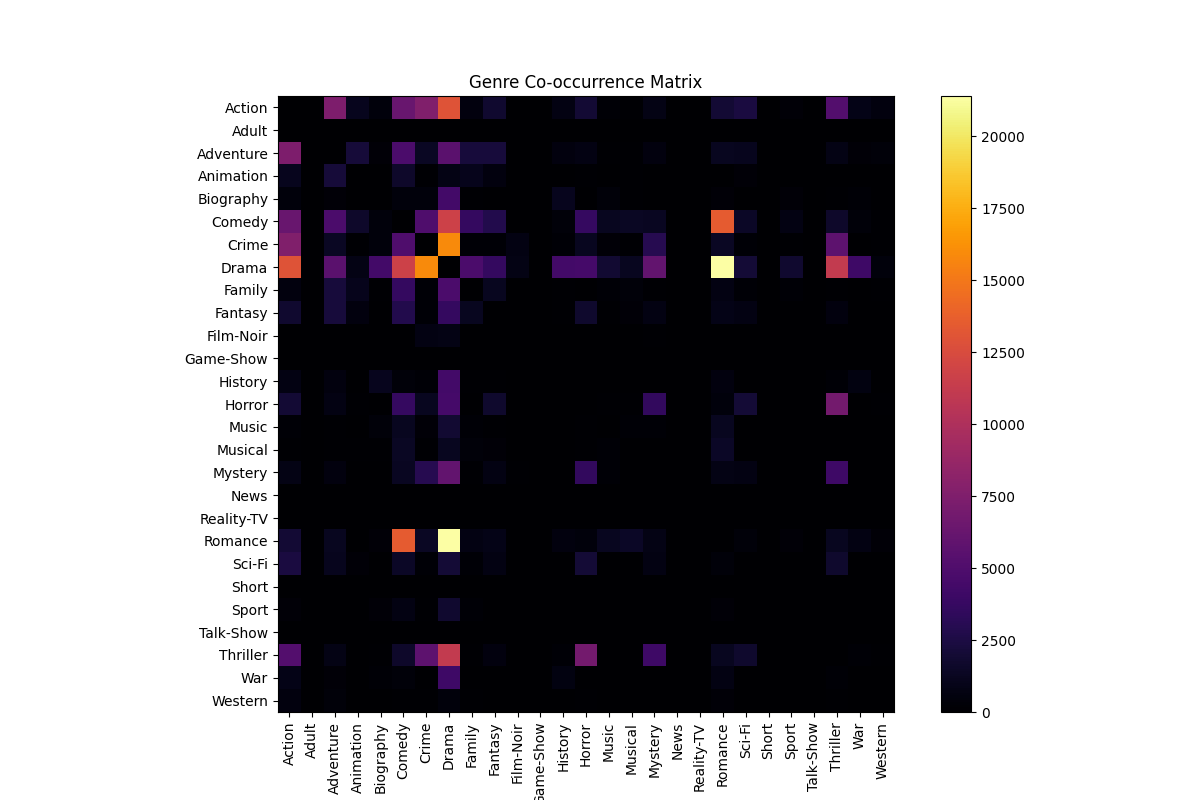 Genre Co-occurrence Matrix
Action
Adult
Adventure
Animation
Biography
Comedy
Crime
Drama
Family
Fantasy
Film-Noir
Game-Show
History
Horror
Music
Musical
Mystery
News
Reality-TV
Romance
Sci-Fi
Short
Sport
Talk-Show
Thriller
War
Western
Action
Adult
Adventure
Animation
Biography
Comedy
Crime
Drama
Family
Fantasy
Film-Noir
Game-Show
History
Horror
Music
Musical
Mystery
News
Reality-TV
Romance
Sci-Fi
Short
Sport
Talk-Show
Thriller
War
Western
20000
17500
15000
12500
10000
7500
5000
2500
0